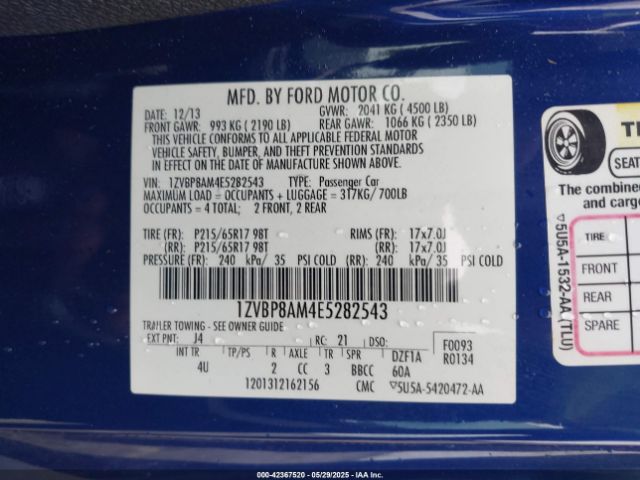 MFD. BY FORD MOTOR CO.
DATE: 12/13 GVWR: 2041 KG ( 4500 LB)
FRONT GAWR: 993 KG ( 2190 LB) REAR GAWR: 1066 KG ( 2350 LB)
THIS VEHICLE CONFORMS TO ALL APPLICABLE FEDERAL MOTOR
VEHICLE SAFETY, BUMPER, AND THEFT PREVENTION STANDARDS
IN EFFECT ON THE DATE OF MANUFACTURE SHOWN ABOVE
VIN: 1ZVBP8AM4E5282543 TYPE: Passenger Car
MAXIMUM LOAD = OCCUPANTS + LUGGAGE = 317KG/700LB
OCCUPANTS = 4 TOTAL; 2 FRONT, 2 REAR
TIRE (FR): P215/65R17 98T RIMS (FR): 17x7.0J
(RR): P215/65R17 98T (RR): 17x7.0J
PRESSURE (FR): 240 kPa/ 35 PSI COLD (RR): 240 kPa/ 35 PSI COLD
1ZVBP8AM4E5282543
TRAILER TOWING - SEE OWNER GUIDE
EXT PNT: J4 RC: 21 DSO: F0093
INT TR TP/PS R AXLE TR SPR DZF1A R0134
4U 2 CC 3 BBCC 60A
1201312162156 CMC ▽5U5A-5420472-AA
SEAT
The combined
and cargo
TIRE
FRONT
REAR
SPARE
▽5U5A-1532-AA (TLU)
000-42367520 - 05/29/2025 - IAAI, Inc.